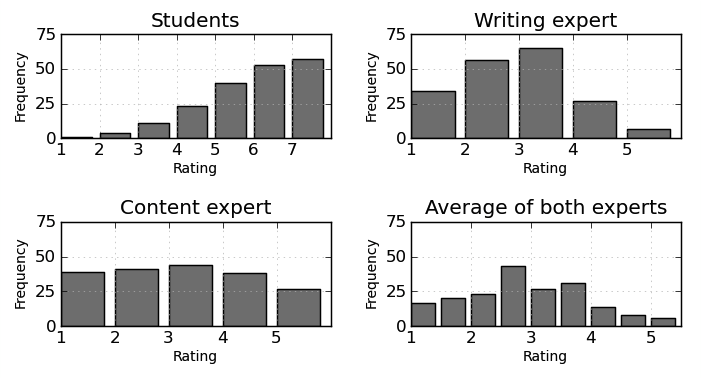 Students
75
50
25
0
Frequency
1 2 3 4 5 6 7
Rating
Writing expert
75
50
25
0
Frequency
1 2 3 4 5
Rating
Content expert
75
50
25
0
Frequency
1 2 3 4 5
Rating
Average of both experts
75
50
25
0
Frequency
1 2 3 4 5
Rating